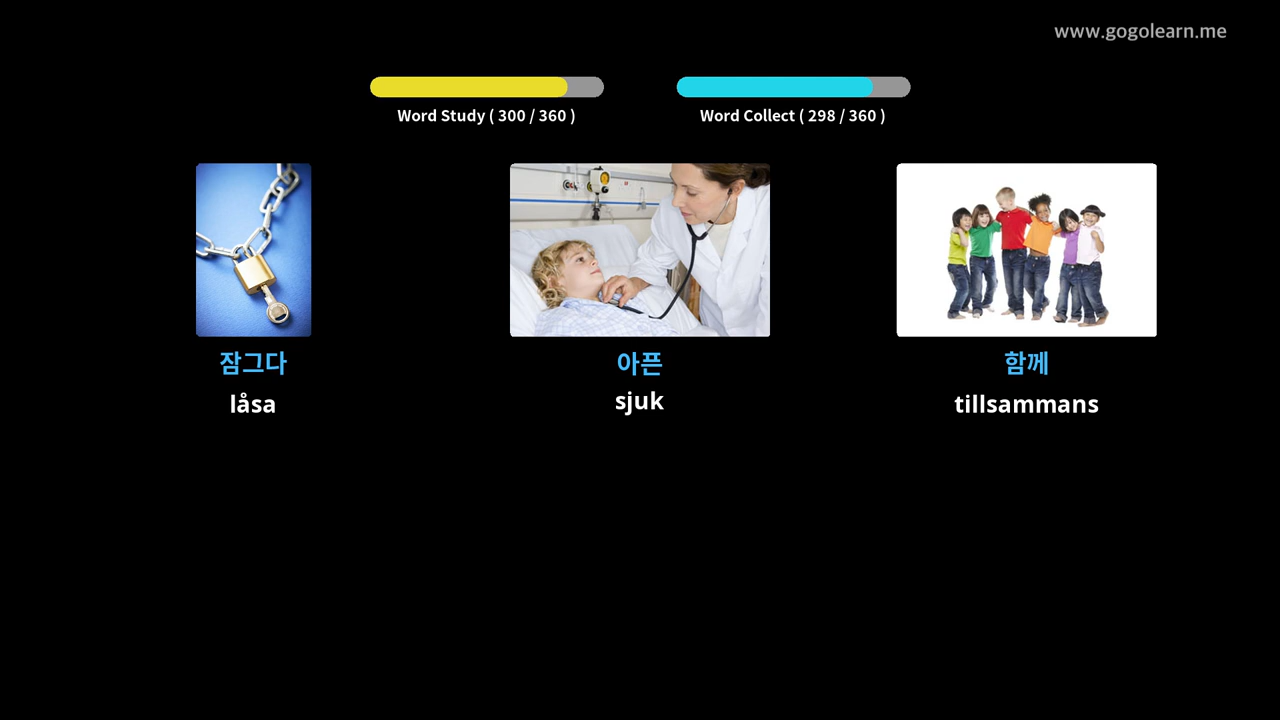 www.gogolearn.me
Word Study ( 300 / 360 )
Word Collect ( 298 / 360 )
잠그다
아픈
함께
låsa
sjuk
tillsammans